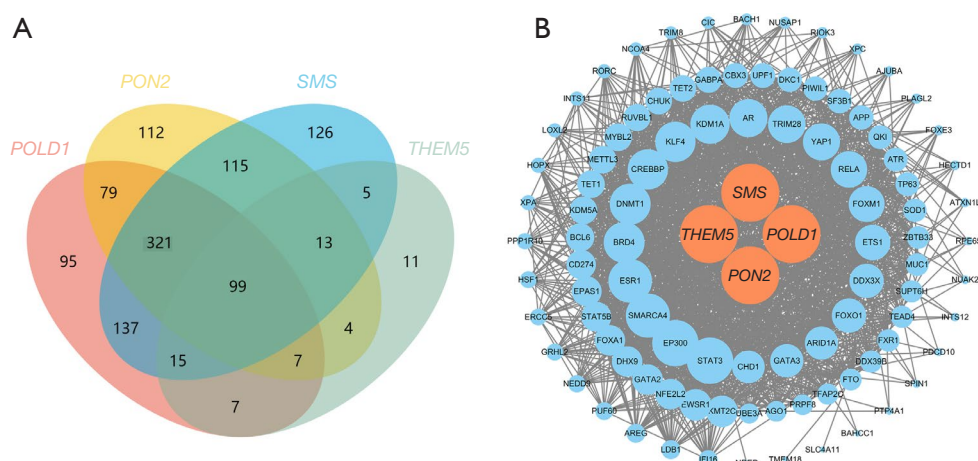 A
PON2
SMS
POLD1
THEM5
112
126
79
115
5
95
321
13
11
99
137
4
15
7
7
B
CIC
BACH1
NUSAP1
TRIM8
RIOK3
NCOA4
XPC
RORC
AJUBA
INTS11
PLAGL2
LOXL2
FOXE3
HOPX
HECTD1
XPA
ATXN1L
PPP1R10
RPE65
HSF1
NUAK2
ERCC5
INTS12
GRHL2
PDCD10
NEDD9
SPIN1
PUF60
PTP4A1
AREG
BAHCC1
LDB1
SLC4A11
IFI16
TMEM18
GABPA
CBX3
UPF1
DKC1
TET2
PIWIL1
CHUK
SF3B1
RUVBL1
APP
MYBL2
QKI
METTL3
ATR
TET1
TP63
KDM5A
SOD1
BCL6
ZBTB33
CD274
MUC1
EPAS1
SUPT6H
STAT5B
TEAD4
FOXA1
FXR1
DHX9
DDX39B
GATA2
FTO
NFE2L2
TFAP2C
EWSR1
PRPF8
KMT2C
UBE3A
AGO1
KDM1A
AR
TRIM28
KLF4
YAP1
CREBBP
RELA
DNMT1
FOXM1
BRD4
ETS1
ESR1
DDX3X
SMARCA4
FOXO1
EP300
ARID1A
STAT3
CHD1
GATA3
SMS
THEM5
POLD1
PON2